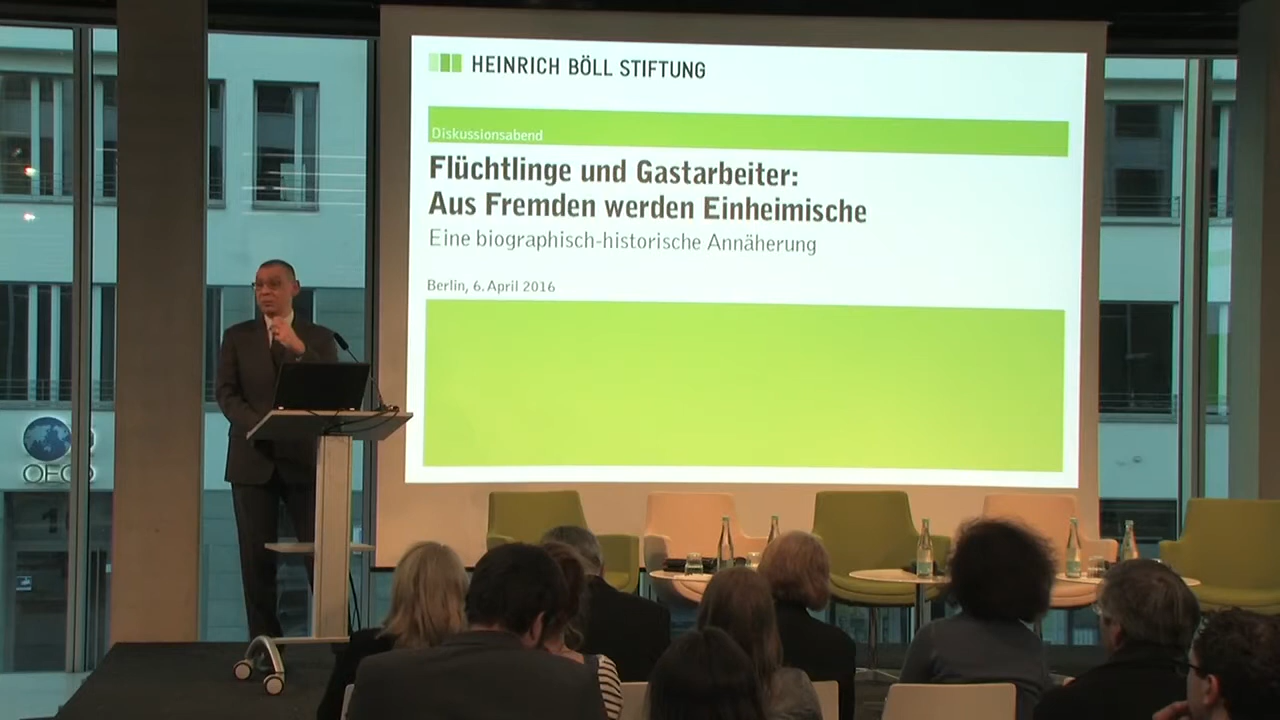 HEINRICH BÖLL STIFTUNG
Diskussionsabend
Flüchtlinge und Gastarbeiter:
Aus Fremden werden Einheimische
Eine biographisch-historische Annäherung
Berlin, 6. April 2016
OECD